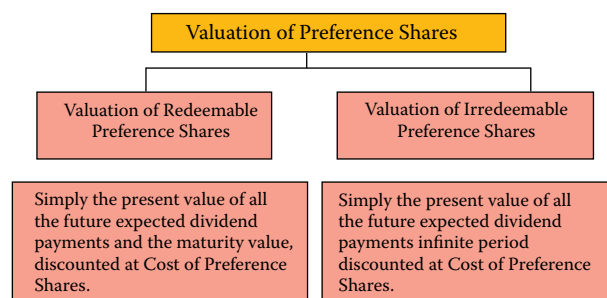 Valuation of Preference Shares
Valuation of Redeemable
Preference Shares
Valuation of Irredeemable
Preference Shares
Simply the present value of all
the future expected dividend
payments and the maturity value,
discounted at Cost of Preference
Shares.
Simply the present value of all
the future expected dividend
payments infinite period
discounted at Cost of Preference
Shares.